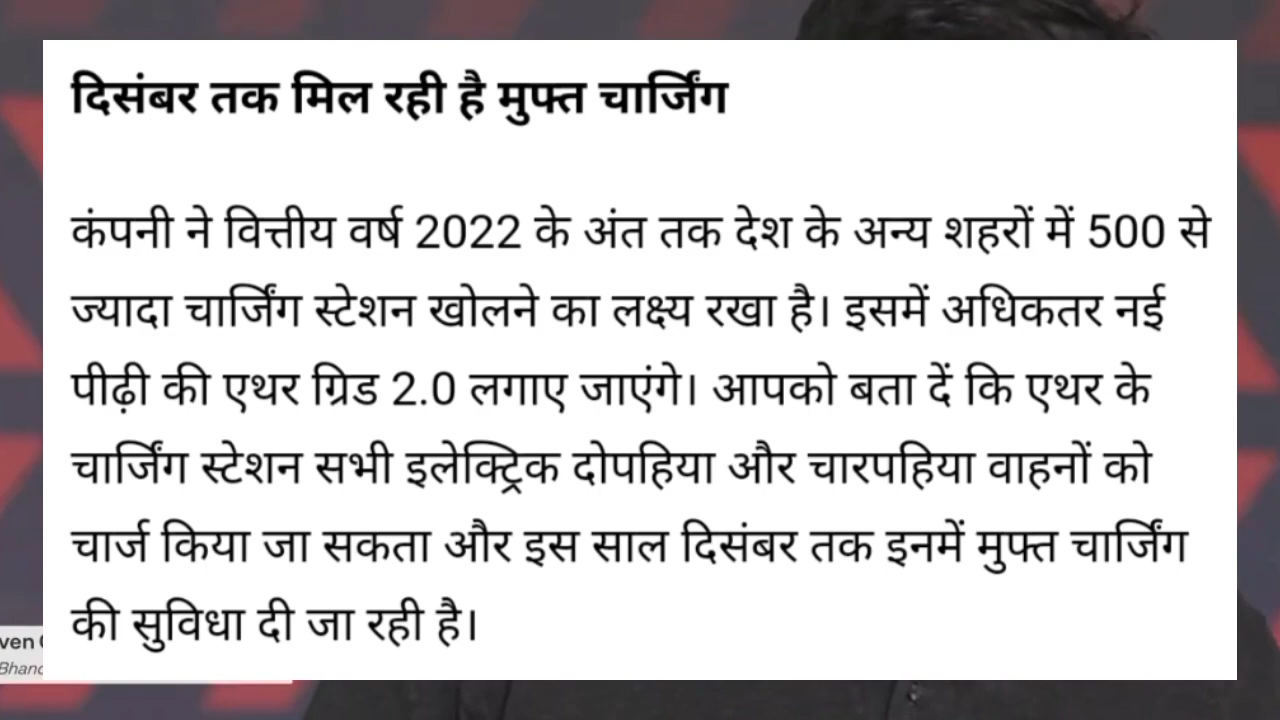 दिसंबर तक मिल रही है मुफ्त चार्जिंग
कंपनी ने वित्तीय वर्ष 2022 के अंत तक देश के अन्य शहरों में 500 से
ज्यादा चार्जिंग स्टेशन खोलने का लक्ष्य रखा है। इसमें अधिकतर नई
पीढ़ी की एथर ग्रिड 2.0 लगाए जाएंगे। आपको बता दें कि एथर के
चार्जिंग स्टेशन सभी इलेक्ट्रिक दोपहिया और चारपहिया वाहनों को
चार्ज किया जा सकता और इस साल दिसंबर तक इनमें मुफ्त चार्जिंग
की सुविधा दी जा रही है।